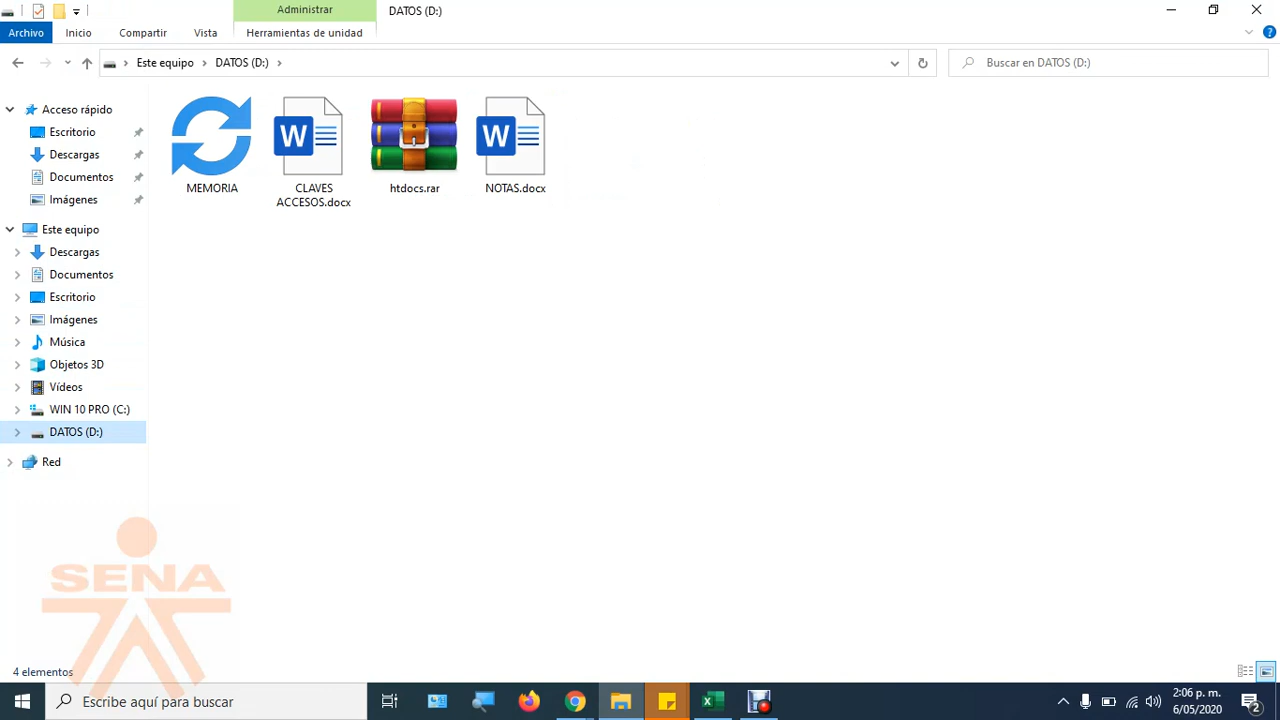 Administrar
DATOS (D:)
Archivo
Inicio
Compartir
Vista
Herramientas de unidad
Este equipo
DATOS (D:)
Buscar en DATOS (D:)
Acceso rápido
Escritorio
Descargas
Documentos
Imágenes
Este equipo
Descargas
Documentos
Escritorio
Imágenes
Música
Objetos 3D
Vídeos
WIN 10 PRO (C:)
DATOS (D:)
Red
MEMORIA
CLAVES
ACCESOS.docx
htdocs.rar
NOTAS.docx
SENA
4 elementos
Escribe aquí para buscar
2:06 p. m.
6/05/2020
2